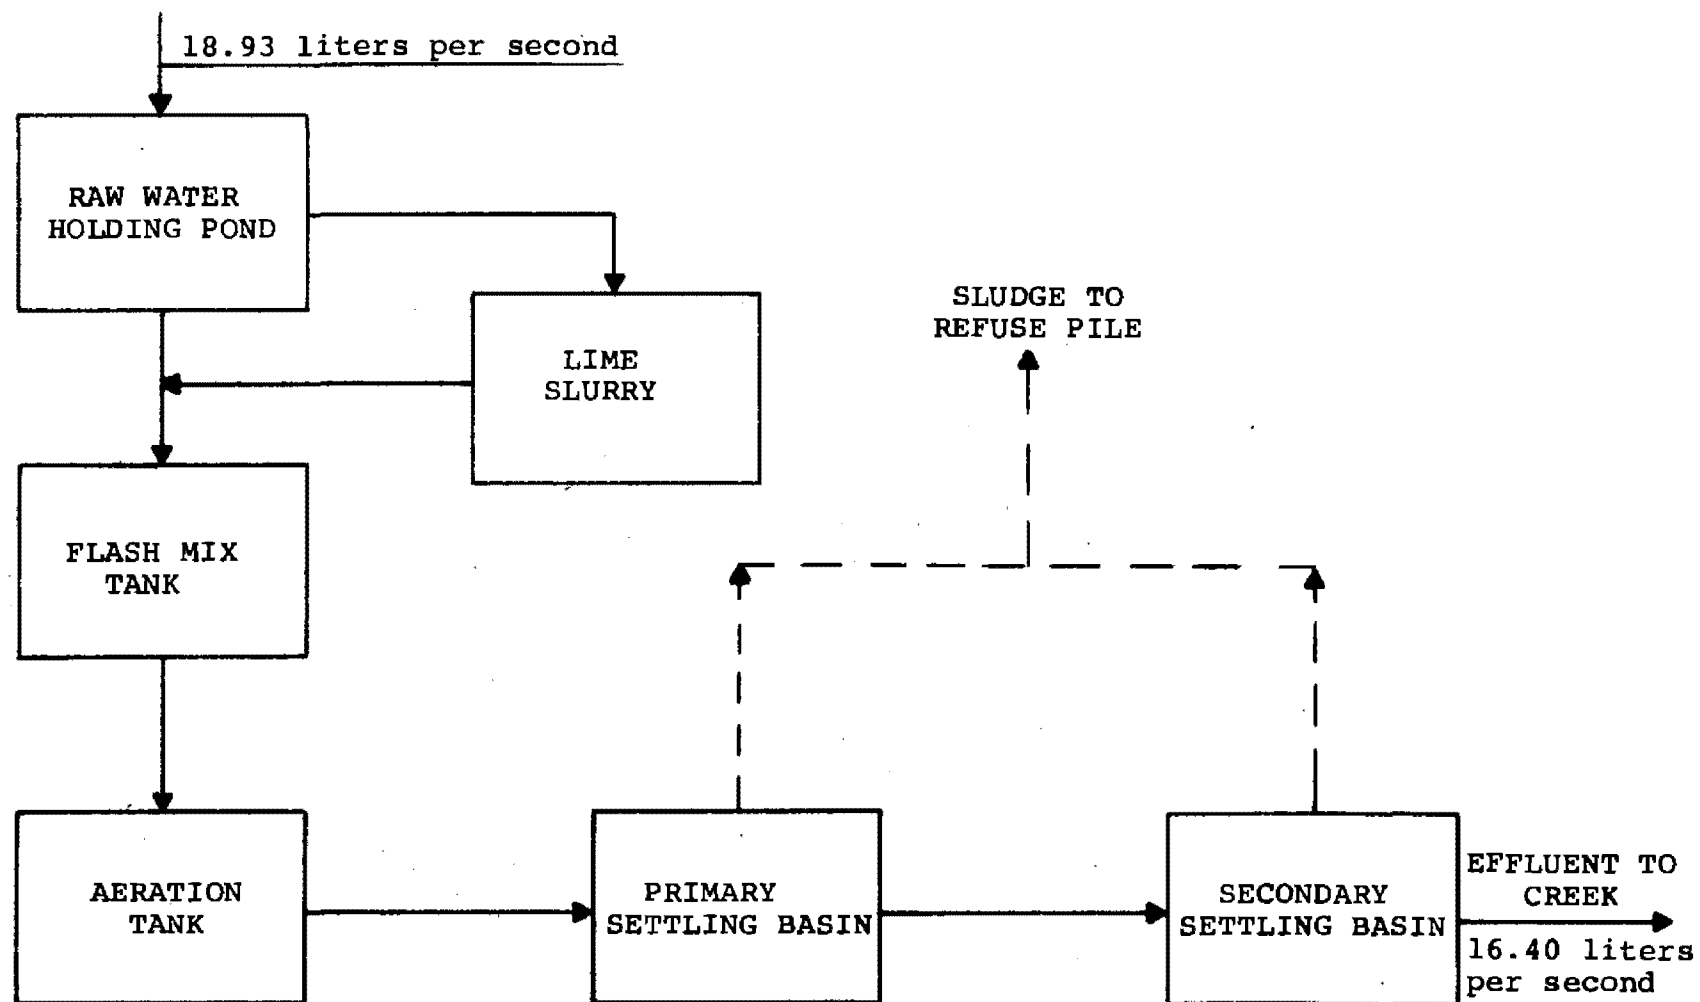 18.93 liters per second
RAW WATER
HOLDING POND
LIME
SLURRY
SLUDGE TO
REFUSE PILE
FLASH MIX
TANK
AERATION
TANK
PRIMARY
SETTLING BASIN
SECONDARY
SETTLING BASIN
EFFLUENT TO
CREEK
16.40 liters
per second